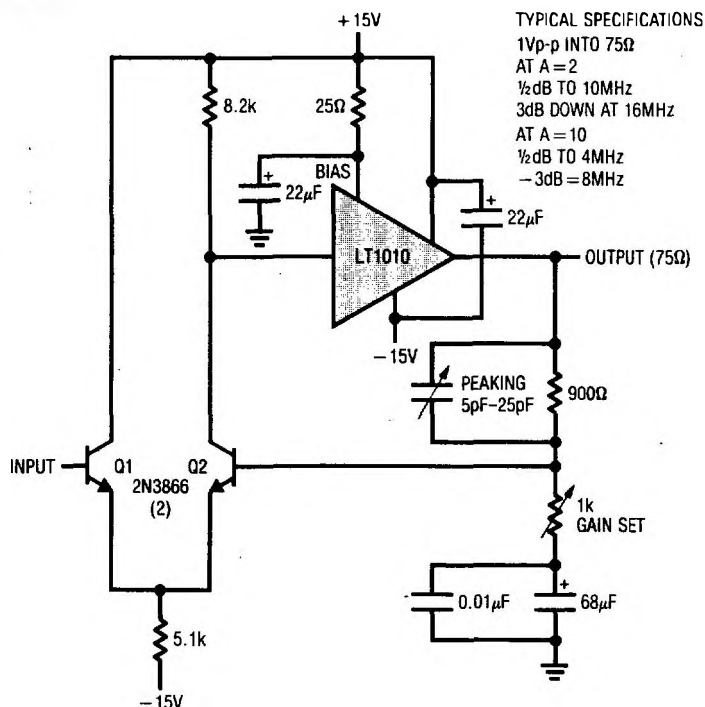 TYPICAL SPECIFICATIONS
1Vp-p INTO 75Ω
AT A=2
½dB TO 10MHz
3dB DOWN AT 16MHz
AT A=10
½dB TO 4MHz
−3dB=8MHz
+15V
8.2k
25Ω
BIAS
+
22μF
+
22μF
LT1010
OUTPUT (75Ω)
−15V
PEAKING
5pF–25pF
900Ω
INPUT
Q1
Q2
2N3866
(2)
1k
GAIN SET
0.01μF
+
68μF
5.1k
−15V